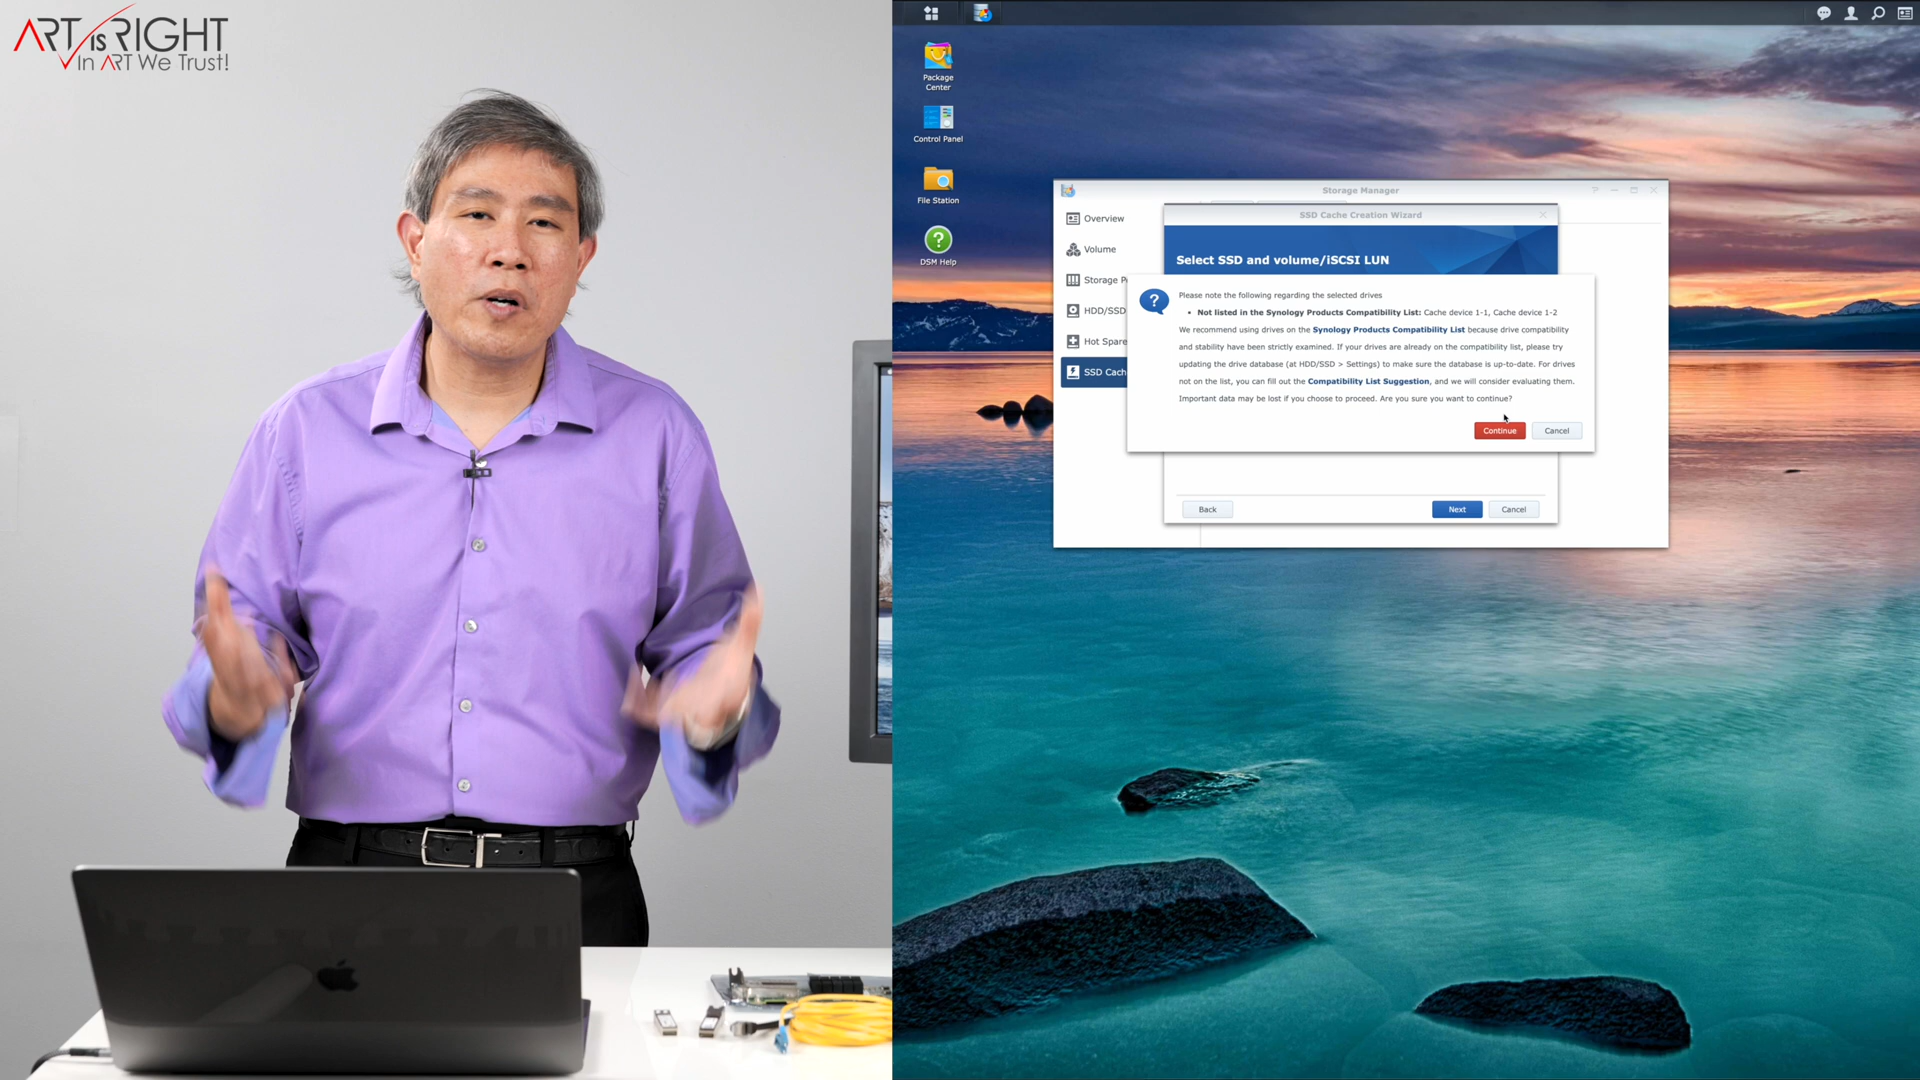 ART is RIGHT
In ART We Trust!
Package
Center
Control Panel
File Station
DSM Help
Storage Manager
Overview
Volume
Storage P
HDD/SSD
Hot Spare
SSD Cach
SSD Cache Creation Wizard
Select SSD and volume/iSCSI LUN
Please note the following regarding the selected drives
• Not listed in the Synology Products Compatibility List: Cache device 1-1, Cache device 1-2
We recommend using drives on the Synology Products Compatibility List because drive compatibility
and stability have been strictly examined. If your drives are already on the compatibility list, please try
updating the drive database (at HDD/SSD > Settings) to make sure the database is up-to-date. For drives
not on the list, you can fill out the Compatibility List Suggestion, and we will consider evaluating them.
Important data may be lost if you choose to proceed. Are you sure you want to continue?
Continue
Cancel
Back
Next
Cancel